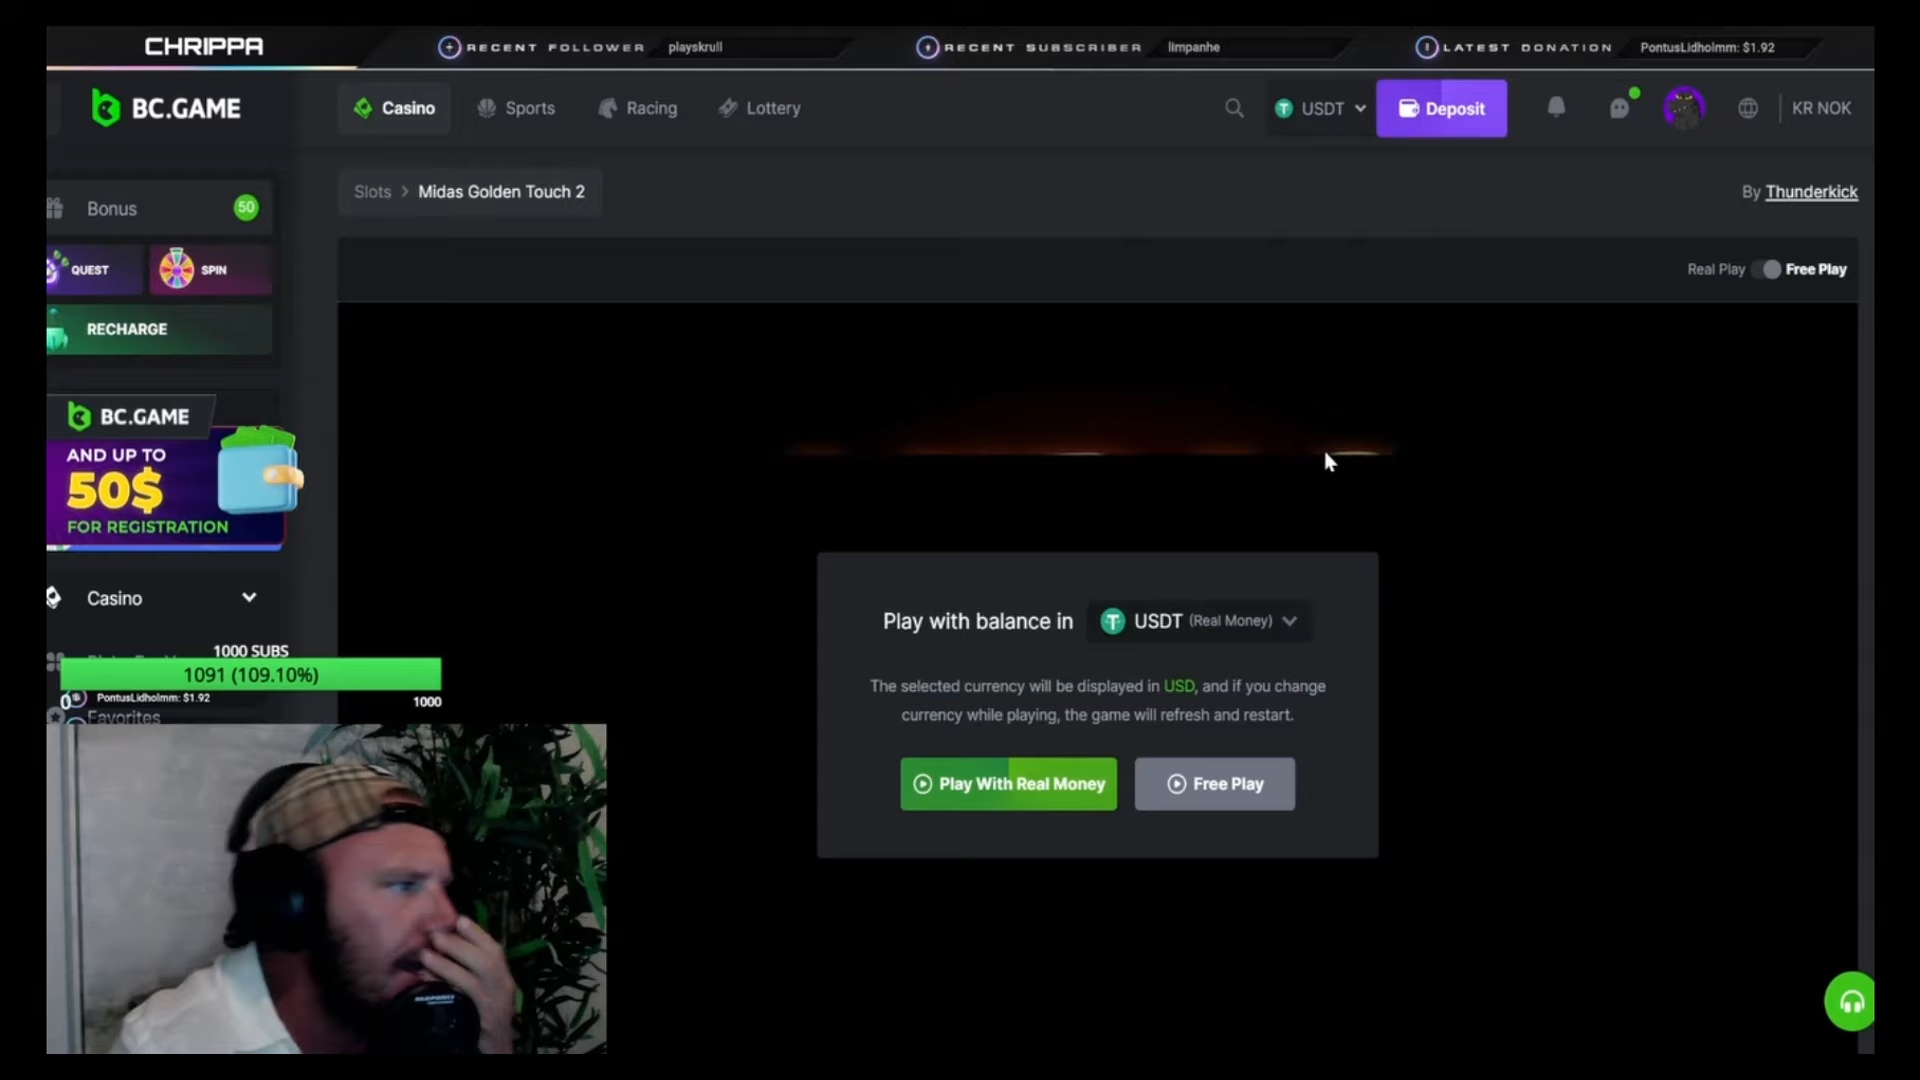 CHRIPPA
RECENT FOLLOWER playskrull
RECENT SUBSCRIBER limpanhe
LATEST DONATION PontusLidholmm: $1.92
BC.GAME
Casino
Sports
Racing
Lottery
USDT
Deposit
KR NOK
Bonus 50
QUEST
SPIN
RECHARGE
Slots > Midas Golden Touch 2
By Thunderkick
Real Play
Free Play
BC.GAME
AND UP TO
50$
FOR REGISTRATION
Casino
1000 SUBS
1091 (109.10%)
0
1000
PontusLidholmm: $1.92
Favorites
Play with balance in USDT (Real Money)
The selected currency will be displayed in USD, and if you change
currency while playing, the game will refresh and restart.
Play With Real Money
Free Play